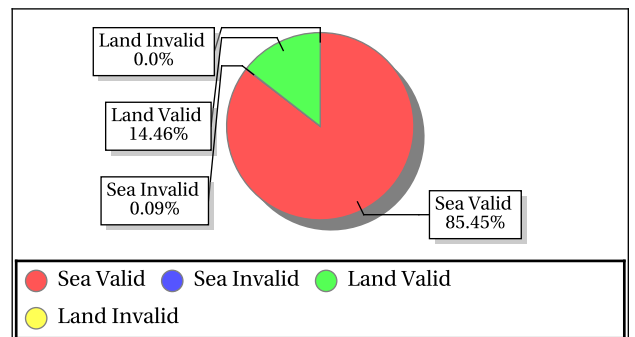 Land Invalid
0.0%
Land Valid
14.46%
Sea Invalid
0.09%
Sea Valid
85.45%
Sea Valid
Sea Invalid
Land Valid
Land Invalid